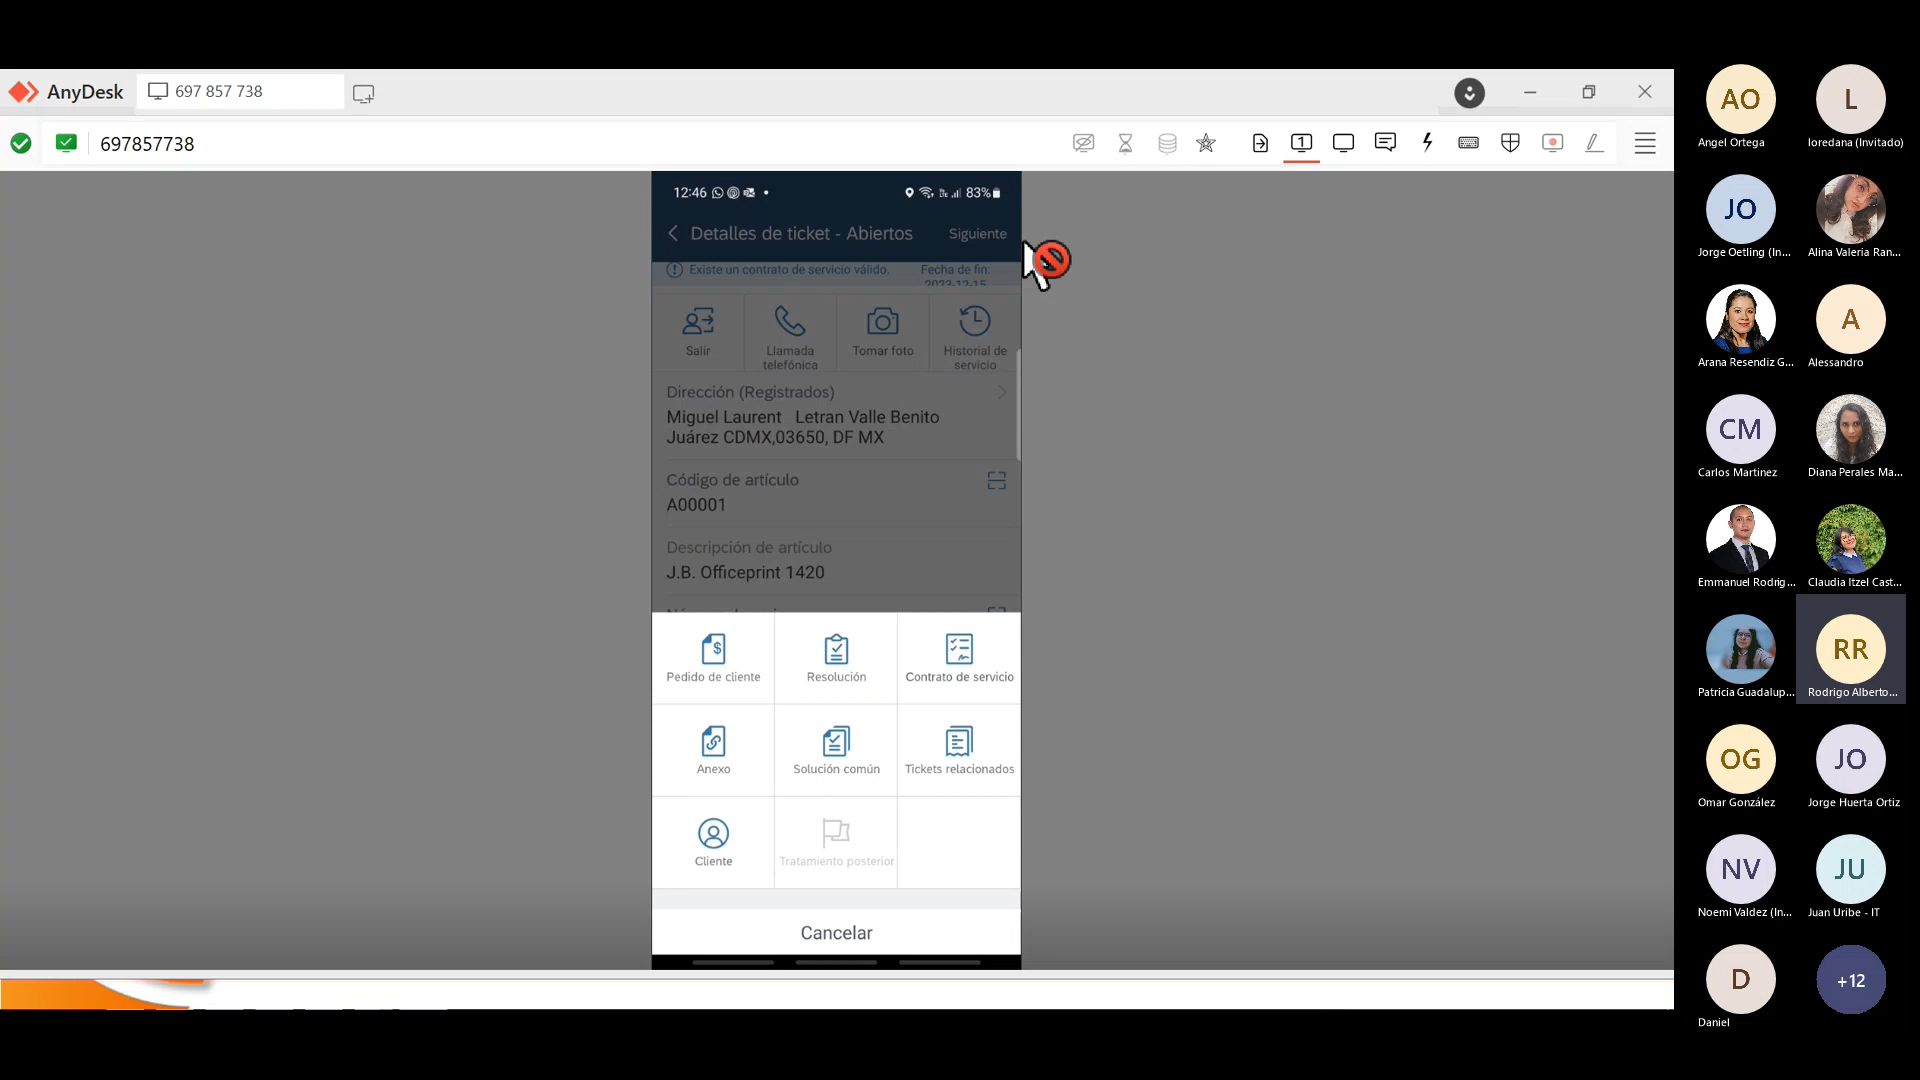 AnyDesk
697 857 738
697857738
1
12:46
83%
Detalles de ticket - Abiertos
Siguiente
Existe un contrato de servicio válido.
Fecha de fin:
2023-12-15
Salir
Llamada telefónica
Tomar foto
Historial de servicio
Dirección (Registrados)
Miguel Laurent   Letran Valle Benito
Juárez CDMX,03650, DF MX
Código de artículo
A00001
Descripción de artículo
J.B. Officeprint 1420
Pedido de cliente
Resolución
Contrato de servicio
Anexo
Solución común
Tickets relacionados
Cliente
Tratamiento posterior
Cancelar
AO
Angel Ortega
L
loredana (Invitado)
JO
Jorge Oetling (In...
Alina Valeria Ran...
Arana Resendiz G...
A
Alessandro
CM
Carlos Martinez
Diana Perales Ma...
Emmanuel Rodrig...
Claudia Itzel Cast...
Patricia Guadalup...
RR
Rodrigo Alberto...
OG
Omar González
JO
Jorge Huerta Ortiz
NV
Noemi Valdez (In...
JU
Juan Uribe - IT
D
Daniel
+12